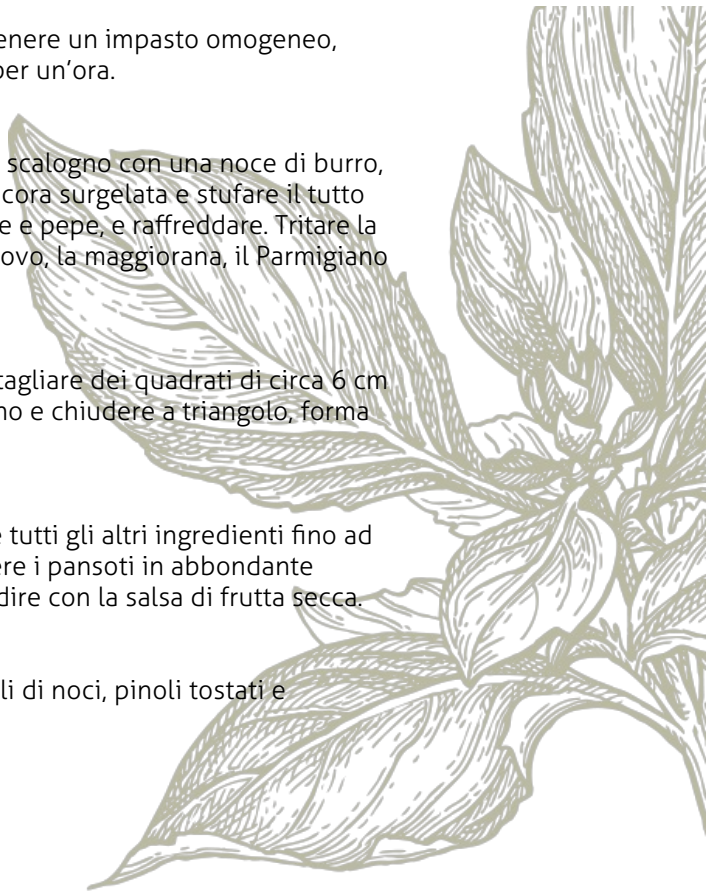 enere un impasto omogeneo,
per un’ora.
scalogno con una noce di burro,
cora surgelata e stufare il tutto
e e pepe, e raffreddare. Tritare la
ovo, la maggiorana, il Parmigiano
tagliare dei quadrati di circa 6 cm
no e chiudere a triangolo, forma
e tutti gli altri ingredienti fino ad
ere i pansoti in abbondante
dire con la salsa di frutta secca.
li di noci, pinoli tostati e